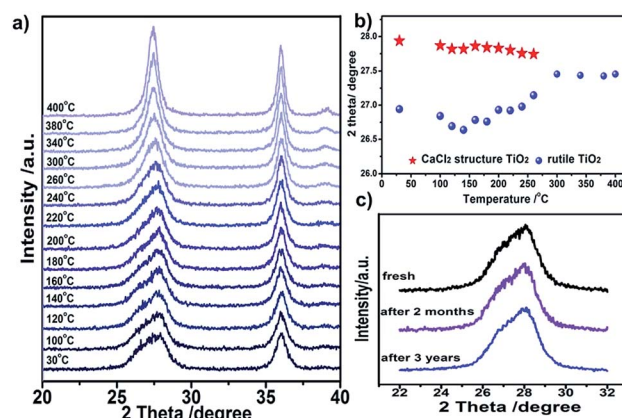 a)
Intensity /a.u.
400°C
380°C
340°C
300°C
260°C
240°C
220°C
200°C
180°C
160°C
140°C
120°C
100°C
30°C
20 25 30 35 40
2 Theta /degree
b)
2 theta/ degree
28.0
27.5
27.0
26.5
26.0
CaCl₂ structure TiO₂
rutile TiO₂
0 50 100 150 200 250 300 350 400
Temperature /°C
c)
Intensity/a.u.
fresh
after 2 months
after 3 years
22 24 26 28 30 32
2 Theta /degree